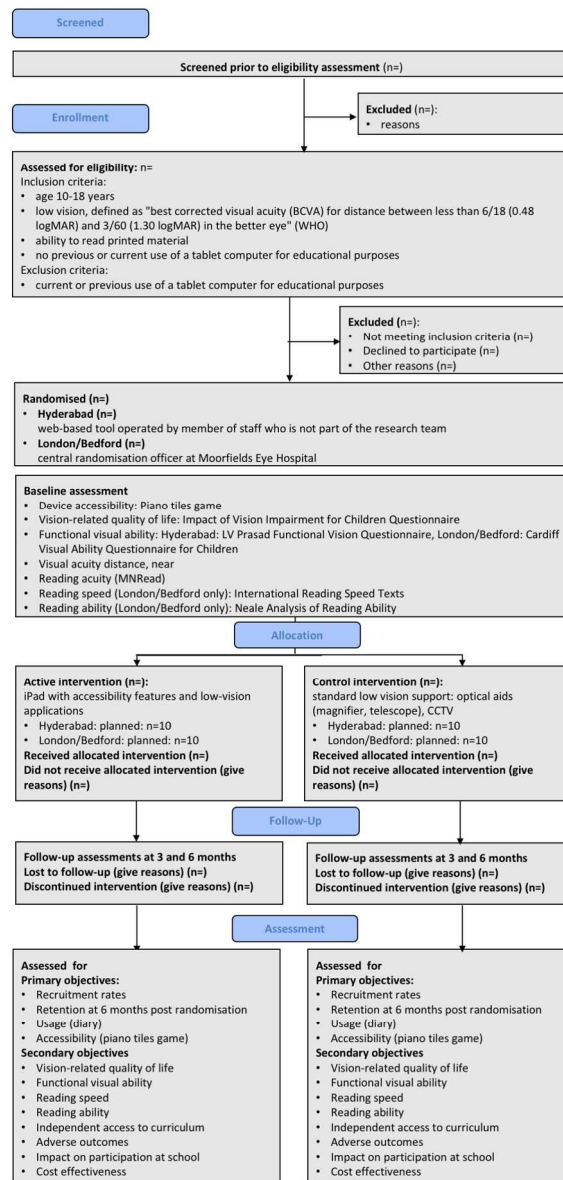 Screened
Screened prior to eligibility assessment (n=)
Excluded (n=):
• reasons
Enrollment
Assessed for eligibility: n=
Inclusion criteria:
• age 10-18 years
• low vision, defined as "best corrected visual acuity (BCVA) for distance between less than 6/18 (0.48
logMAR) and 3/60 (1.30 logMAR) in the better eye" (WHO)
• ability to read printed material
• no previous or current use of a tablet computer for educational purposes
Exclusion criteria:
• current or previous use of a tablet computer for educational purposes
Excluded (n=):
• Not meeting inclusion criteria (n=)
• Declined to participate (n=)
• Other reasons (n=)
Randomised (n=)
• Hyderabad (n=)
web-based tool operated by member of staff who is not part of the research team
• London/Bedford (n=)
central randomisation officer at Moorfields Eye Hospital
Baseline assessment
• Device accessibility: Piano tiles game
• Vision-related quality of life: Impact of Vision Impairment for Children Questionnaire
• Functional visual ability: Hyderabad: LV Prasad Functional Vision Questionnaire, London/Bedford: Cardiff
Visual Ability Questionnaire for Children
• Visual acuity distance, near
• Reading acuity (MNRead)
• Reading speed (London/Bedford only): International Reading Speed Texts
• Reading ability (London/Bedford only): Neale Analysis of Reading Ability
Allocation
Active intervention (n=):
iPad with accessibility features and low-vision
applications
• Hyderabad: planned: n=10
• London/Bedford: planned: n=10
Received allocated intervention (n=)
Did not receive allocated intervention (give
reasons) (n=)
Control intervention (n=):
standard low vision support: optical aids
(magnifier, telescope), CCTV
• Hyderabad: planned: n=10
• London/Bedford: planned: n=10
Received allocated intervention (n=)
Did not receive allocated intervention (give
reasons) (n=)
Follow-Up
Follow-up assessments at 3 and 6 months
Lost to follow-up (give reasons) (n=)
Discontinued intervention (give reasons) (n=)
Follow-up assessments at 3 and 6 months
Lost to follow-up (give reasons) (n=)
Discontinued intervention (give reasons) (n=)
Assessment
Assessed for
Primary objectives:
• Recruitment rates
• Retention at 6 months post randomisation
• Usage (diary)
• Accessibility (piano tiles game)
Secondary objectives
• Vision-related quality of life
• Functional visual ability
• Reading speed
• Reading ability
• Independent access to curriculum
• Adverse outcomes
• Impact on participation at school
• Cost effectiveness
Assessed for
Primary objectives:
• Recruitment rates
• Retention at 6 months post randomisation
• Usage (diary)
• Accessibility (piano tiles game)
Secondary objectives
• Vision-related quality of life
• Functional visual ability
• Reading speed
• Reading ability
• Independent access to curriculum
• Adverse outcomes
• Impact on participation at school
• Cost effectiveness